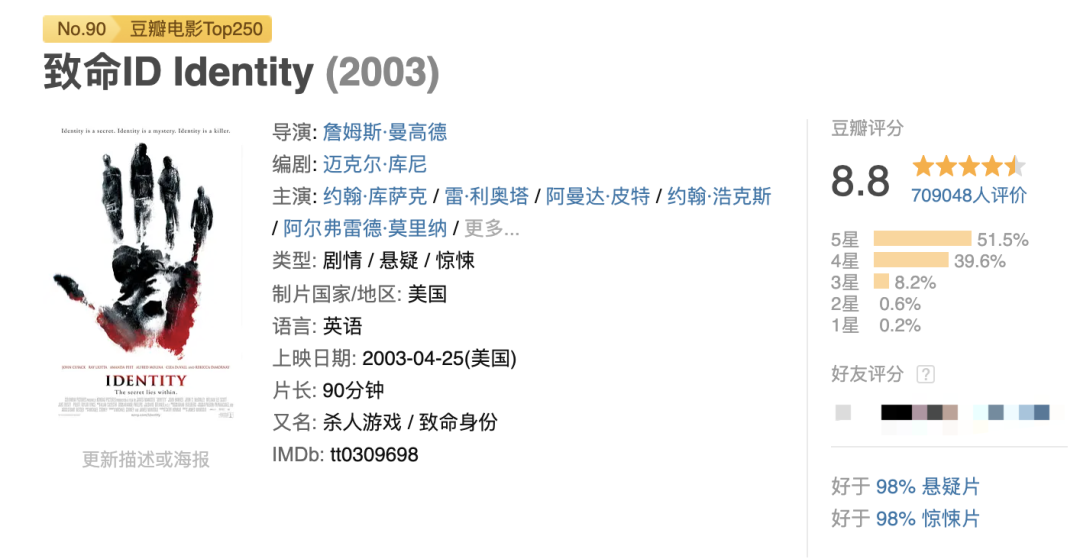 No.90 豆瓣电影Top250
致命ID Identity (2003)
Identity is a secret. Identity is a mystery. Identity is a killer.
IDENTITY
The secret lies within.
更新描述或海报
导演: 詹姆斯·曼高德
编剧: 迈克尔·库尼
主演: 约翰·库萨克 / 雷·利奥塔 / 阿曼达·皮特 / 约翰·浩克斯
/ 阿尔弗雷德·莫里纳 / 更多...
类型: 剧情 / 悬疑 / 惊悚
制片国家/地区: 美国
语言: 英语
上映日期: 2003-04-25(美国)
片长: 90分钟
又名: 杀人游戏 / 致命身份
IMDb: tt0309698
豆瓣评分
8.8
709048人评价
5星 51.5%
4星 39.6%
3星 8.2%
2星 0.6%
1星 0.2%
好友评分 ?
好于 98% 悬疑片
好于 98% 惊悚片